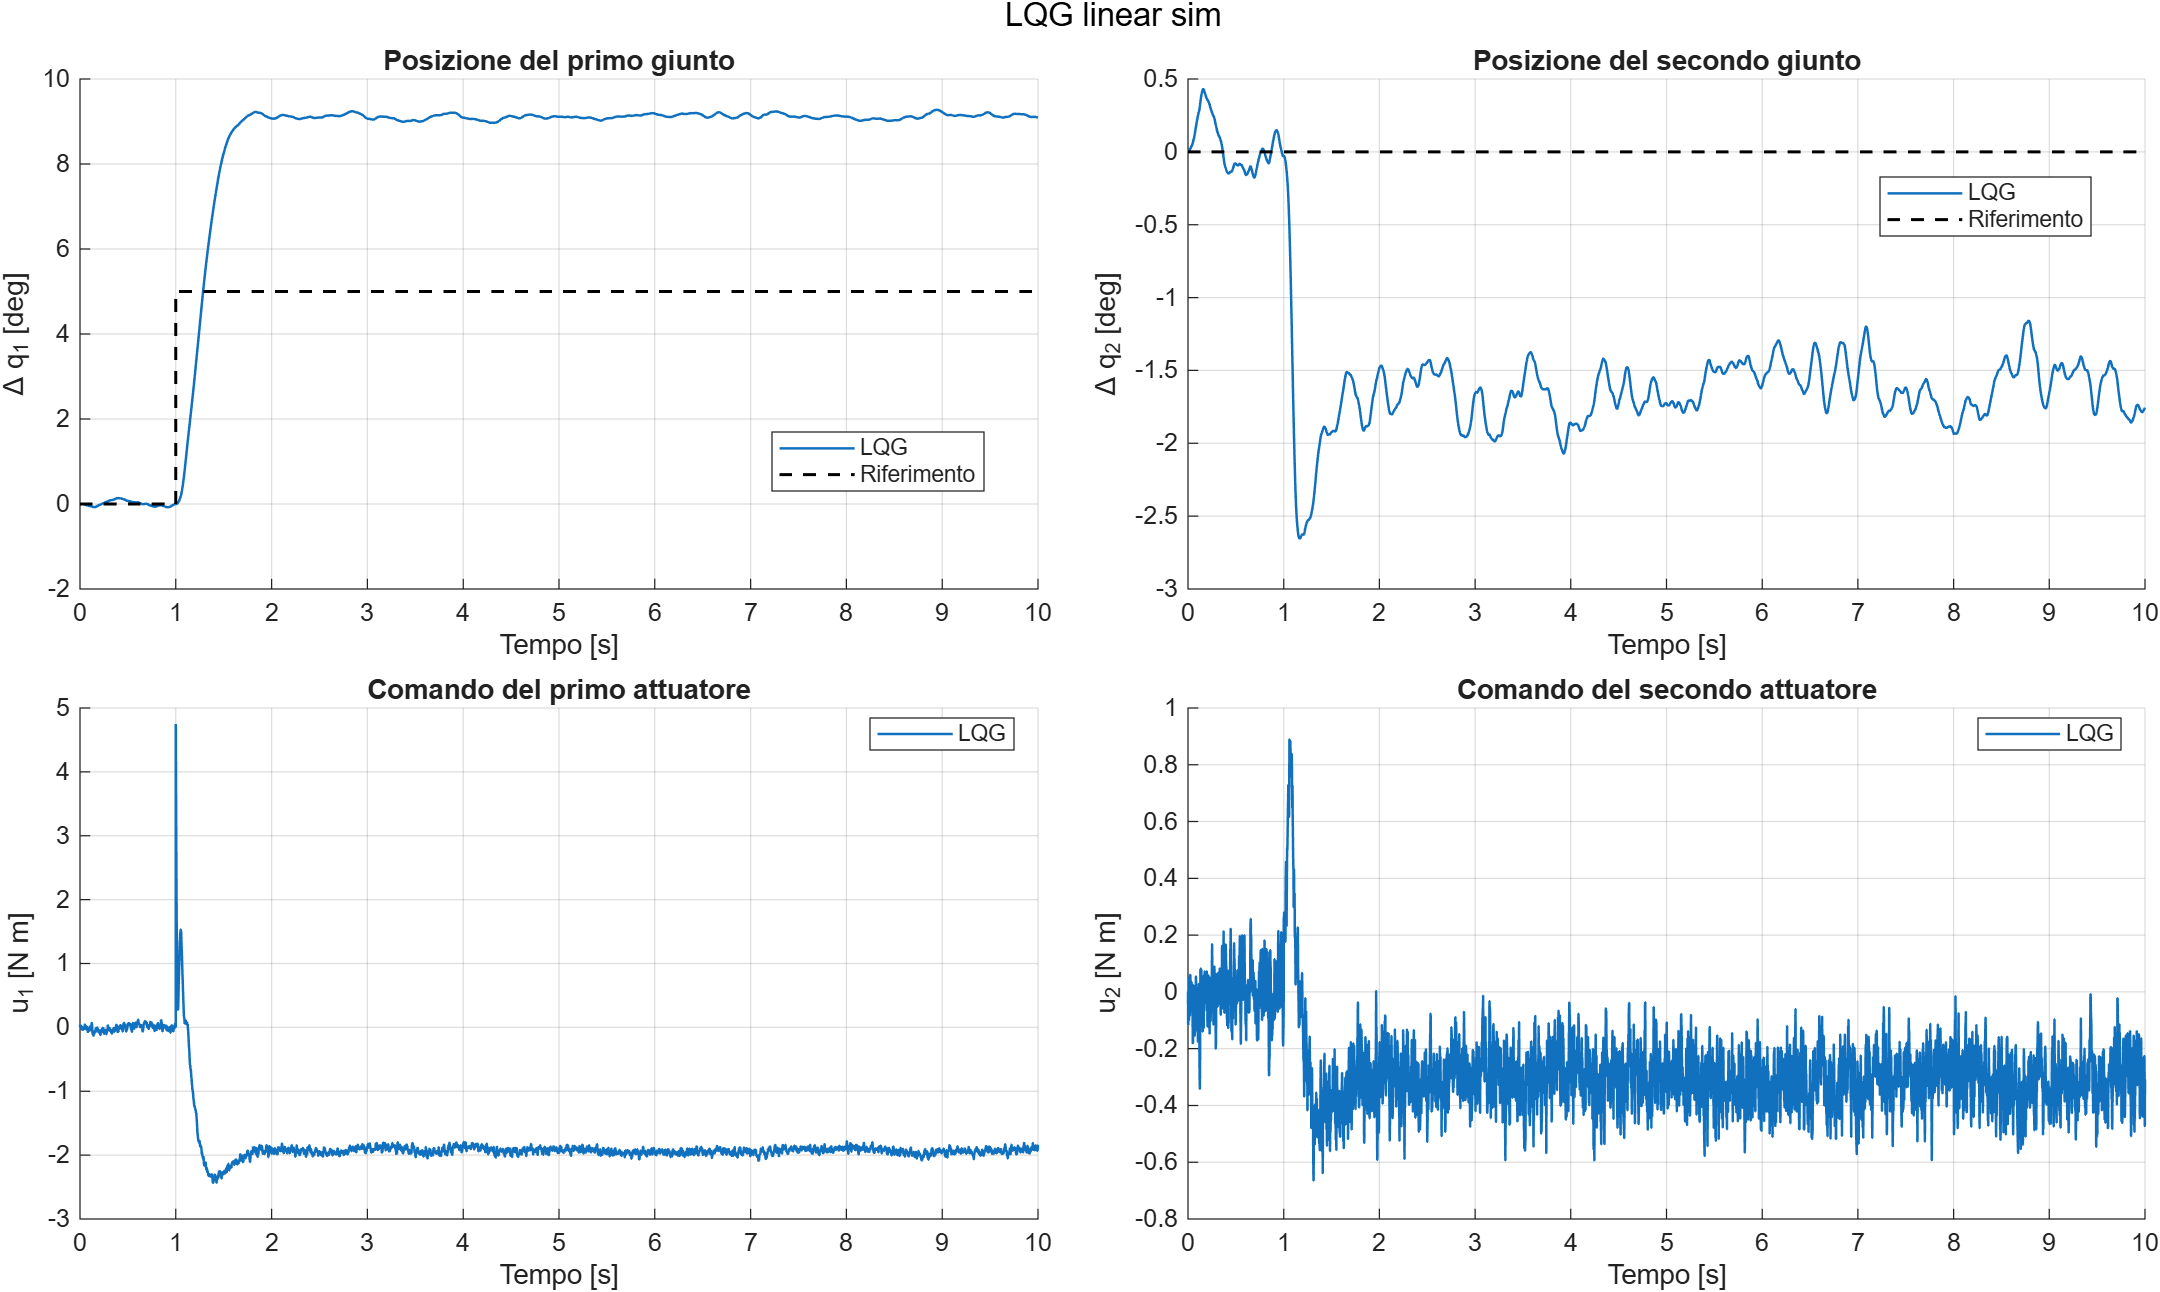 LQG linear sim
Posizione del primo giunto
10
8
6
4
2
0
-2
Δ q1 [deg]
LQG
Riferimento
0 1 2 3 4 5 6 7 8 9 10
Tempo [s]
Posizione del secondo giunto
0.5
0
-0.5
-1
-1.5
-2
-2.5
-3
Δ q2 [deg]
LQG
Riferimento
0 1 2 3 4 5 6 7 8 9 10
Tempo [s]
Comando del primo attuatore
5
4
3
2
1
0
-1
-2
-3
u1 [N m]
LQG
0 1 2 3 4 5 6 7 8 9 10
Tempo [s]
Comando del secondo attuatore
1
0.8
0.6
0.4
0.2
0
-0.2
-0.4
-0.6
-0.8
u2 [N m]
LQG
0 1 2 3 4 5 6 7 8 9 10
Tempo [s]